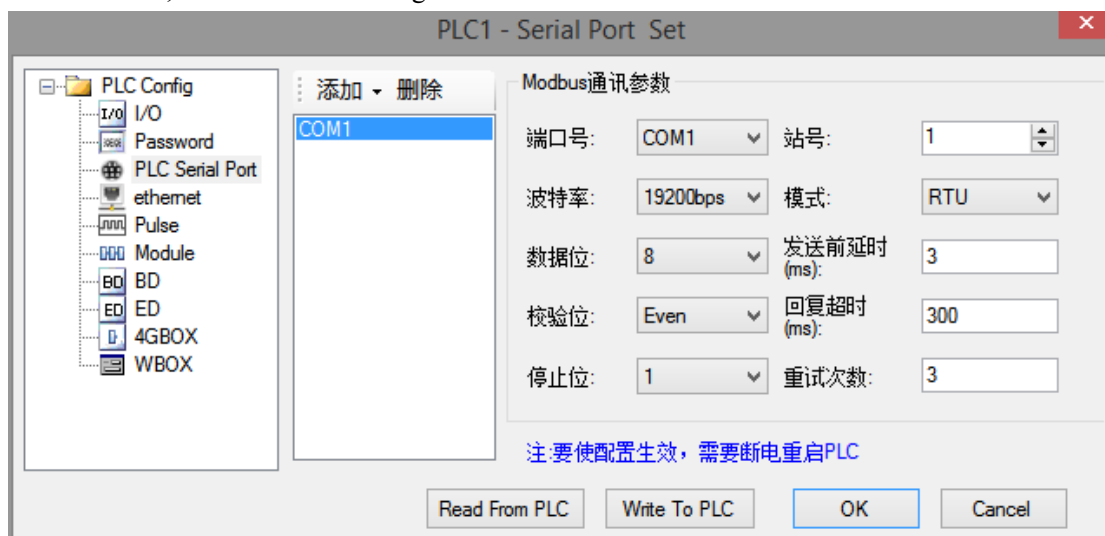 PLC1 - Serial Port Set
PLC Config
I/O
Password
PLC Serial Port
ethernet
Pulse
Module
BD
ED
4GBOX
WBOX
添加 删除
COM1
Modbus通讯参数
端口号: COM1 站号: 1
波特率: 19200bps 模式: RTU
数据位: 8 发送前延时(ms): 3
校验位: Even 回复超时(ms): 300
停止位: 1 重试次数: 3
注:要使配置生效，需要断电重启PLC
Read From PLC Write To PLC OK Cancel